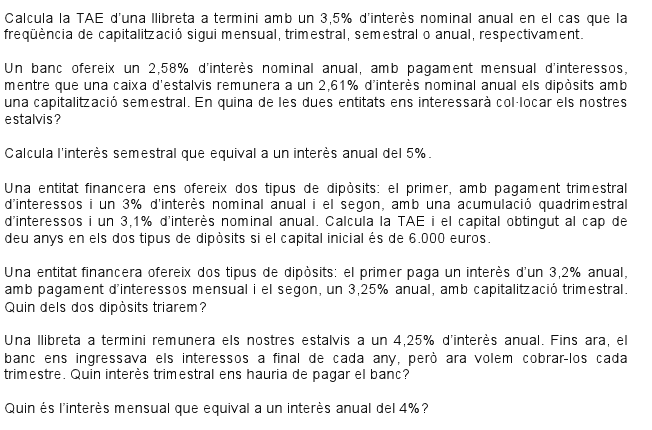 Calcula la TAE d'una llibreta a termini amb un 3,5% d'interès nominal anual en el cas que la
freqüència de capitalització sigui mensual, trimestral, semestral o anual, respectivament.
Un banc ofereix un 2,58% d'interès nominal anual, amb pagament mensual d'interessos,
mentre que una caixa d'estalvis remunera a un 2,61% d'interès nominal anual els dipòsits amb
una capitalització semestral. En quina de les dues entitats ens interessarà col·locar els nostres
estalvis?
Calcula l'interès semestral que equival a un interès anual del 5%.
Una entitat financera ens ofereix dos tipus de dipòsits: el primer, amb pagament trimestral
d'interessos i un 3% d'interès nominal anual i el segon, amb una acumulació quadrimestral
d'interessos i un 3,1% d'interès nominal anual. Calcula la TAE i el capital obtingut al cap de
deu anys en els dos tipus de dipòsits si el capital inicial és de 6.000 euros.
Una entitat financera ofereix dos tipus de dipòsits: el primer paga un interès d'un 3,2% anual,
amb pagament d'interessos mensual i el segon, un 3,25% anual, amb capitalització trimestral.
Quin dels dos dipòsits triarem?
Una llibreta a termini remunera els nostres estalvis a un 4,25% d'interès anual. Fins ara, el
banc ens ingressava els interessos a final de cada any, però ara volem cobrar-los cada
trimestre. Quin interès trimestral ens hauria de pagar el banc?
Quin és l'interès mensual que equival a un interès anual del 4%?